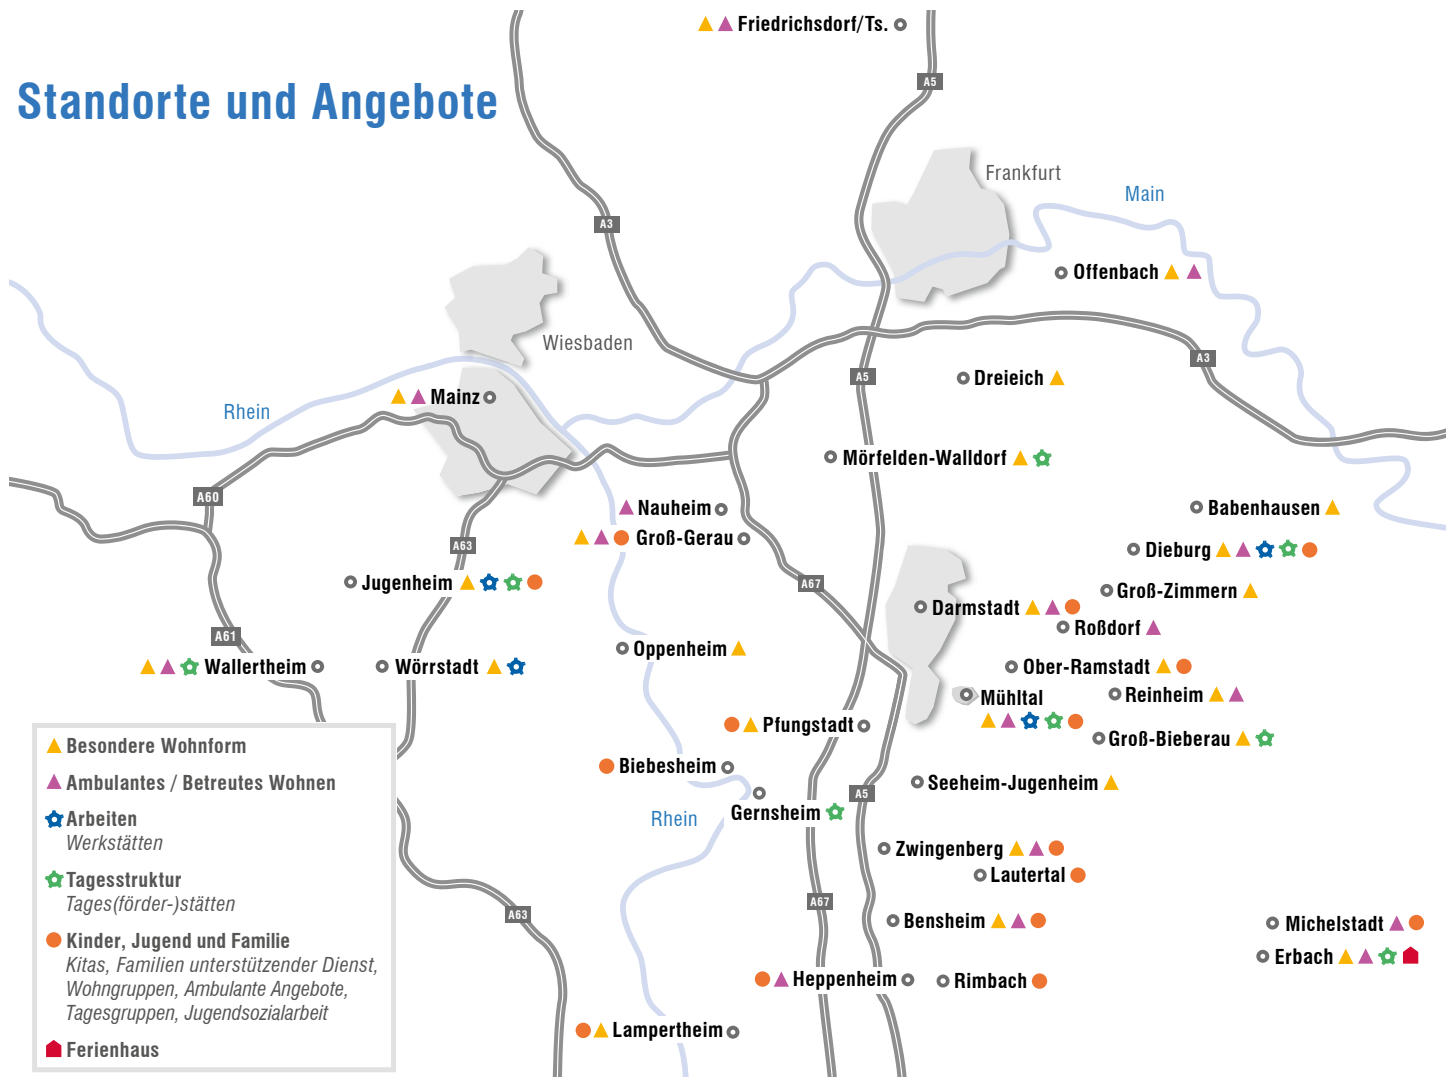 Friedrichsdorf/Ts.
A5
Standorte und Angebote
Frankfurt
Main
A3
Offenbach
Wiesbaden
A3
A5
Dreieich
Mainz
Rhein
Mörfelden-Walldorf
A60
Nauheim
Babenhausen
Groß-Gerau
A63
Dieburg
Jugenheim
A67
Groß-Zimmern
Darmstadt
Roßdorf
A61
Oppenheim
Wallertheim
Wörrstadt
Ober-Ramstadt
Mühltal
Reinheim
Pfungstadt
Groß-Bieberau
Biebesheim
Seeheim-Jugenheim
A5
Gernsheim
Rhein
Zwingenberg
Lautertal
A67
A63
Bensheim
Michelstadt
Erbach
Heppenheim
Rimbach
Lampertheim
Besondere Wohnform
Ambulantes / Betreutes Wohnen
Arbeiten
Werkstätten
Tagesstruktur
Tages(förder-)stätten
Kinder, Jugend und Familie
Kitas, Familien unterstützender Dienst,
Wohngruppen, Ambulante Angebote,
Tagesgruppen, Jugendsozialarbeit
Ferienhaus